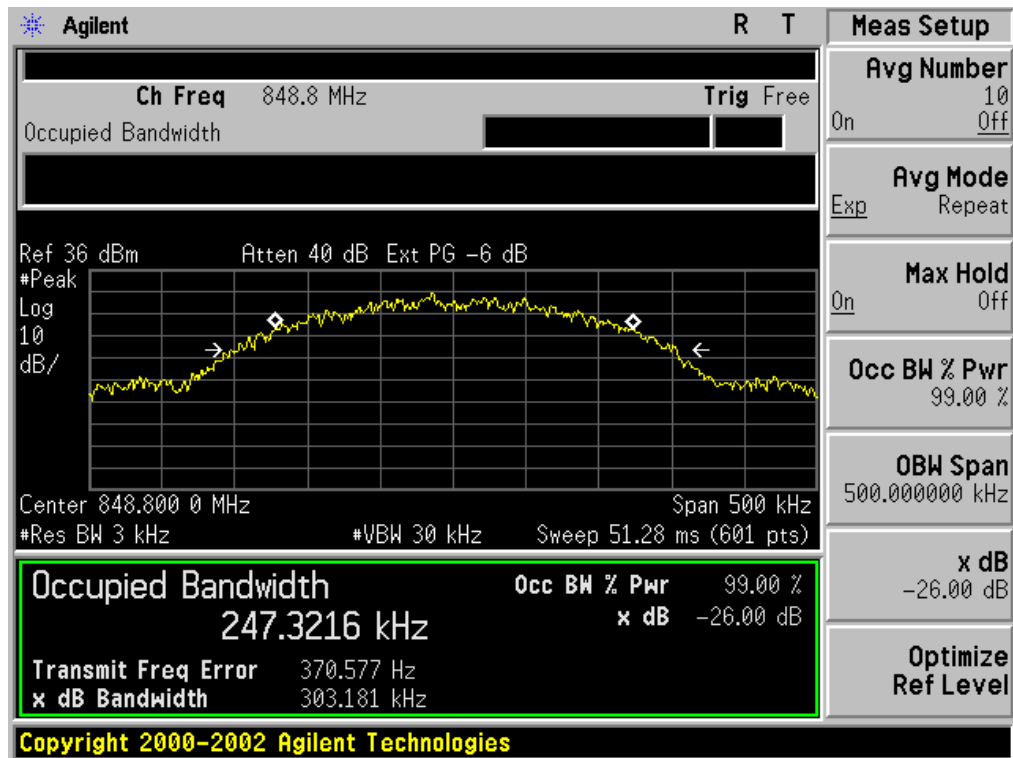 Agilent R T
Ch Freq 848.8 MHz Trig Free
Occupied Bandwidth
Ref 36 dBm Atten 40 dB Ext PG -6 dB
#Peak
Log
10
dB/
Center 848.800 0 MHz Span 500 kHz
#Res BW 3 kHz #VBW 30 kHz Sweep 51.28 ms (601 pts)
Occupied Bandwidth Occ BW % Pwr 99.00 %
247.3216 kHz x dB -26.00 dB
Transmit Freq Error 370.577 Hz
x dB Bandwidth 303.181 kHz
Copyright 2000-2002 Agilent Technologies
Meas Setup
Avg Number
10
On Off
Avg Mode
Exp Repeat
Max Hold
On Off
Occ BW % Pwr
99.00 %
OBW Span
500.000000 kHz
x dB
-26.00 dB
Optimize
Ref Level